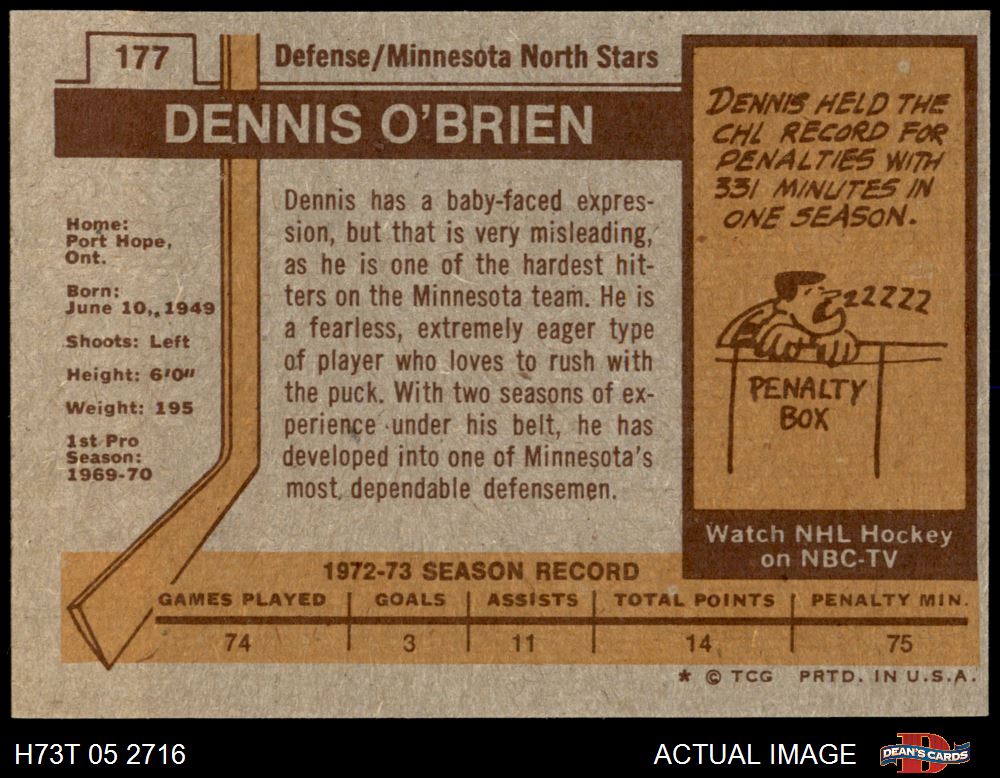 177
Defense/Minnesota North Stars
DENNIS O'BRIEN
Home:
Port Hope,
Ont.
Born:
June 10,, 1949
Shoots: Left
Height: 6'0"
Weight: 195
1st Pro
Season:
1969-70
Dennis has a baby-faced expres-
sion, but that is very misleading,
as he is one of the hardest hit-
ters on the Minnesota team. He is
a fearless, extremely eager type
of player who loves to rush with
the puck. With two seasons of ex-
perience under his belt, he has
developed into one of Minnesota's
most dependable defensemen.
DENNIS HELD THE
CHL RECORD FOR
PENALTIES WITH
331 MINUTES IN
ONE SEASON.
ZZZZZ
PENALTY
BOX
Watch NHL Hockey
on NBC-TV
1972-73 SEASON RECORD
GAMES PLAYED GOALS ASSISTS TOTAL POINTS PENALTY MIN.
74 3 11 14 75
* © TCG PRTD. IN U.S.A.
H73T 05 2716
ACTUAL IMAGE
DEAN'S CARDS